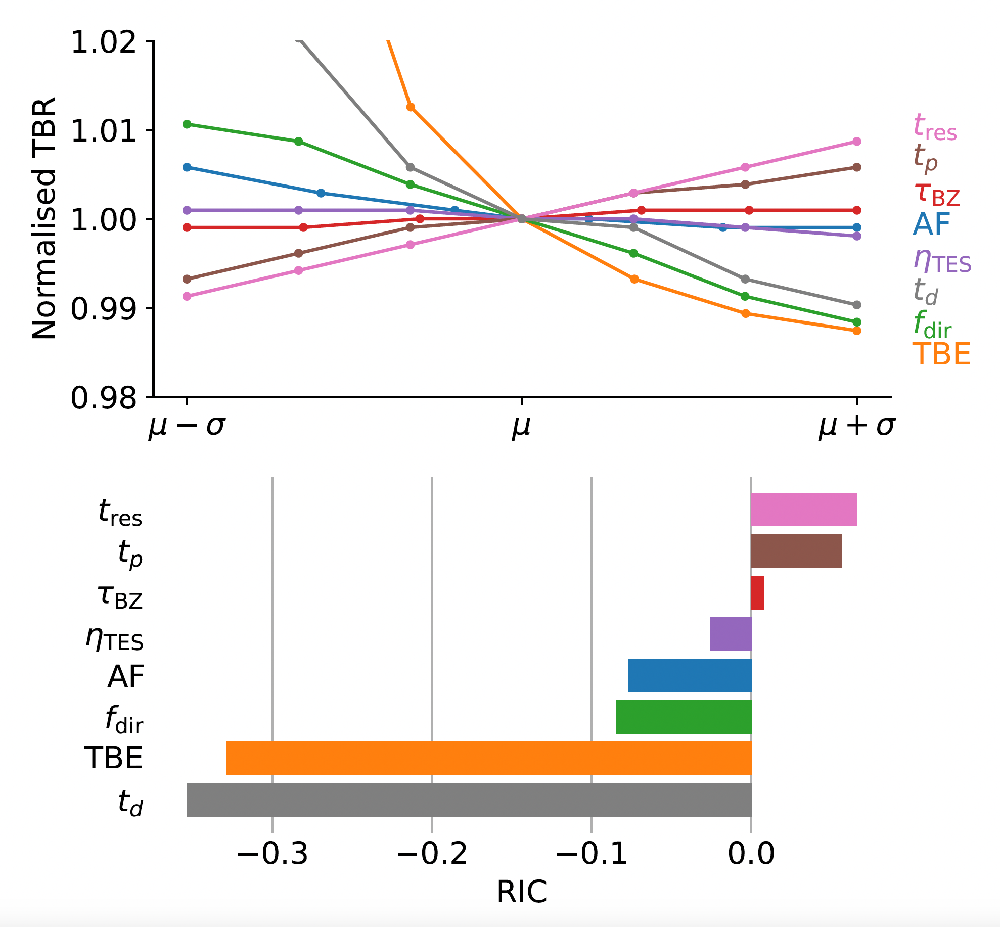 Normalised TBR
1.02
1.01
1.00
0.99
0.98
μ − σ
μ
μ + σ
t_res
t_p
τ_BZ
AF
η_TES
t_d
f_dir
TBE
t_res
t_p
τ_BZ
η_TES
AF
f_dir
TBE
t_d
−0.3
−0.2
−0.1
0.0
RIC